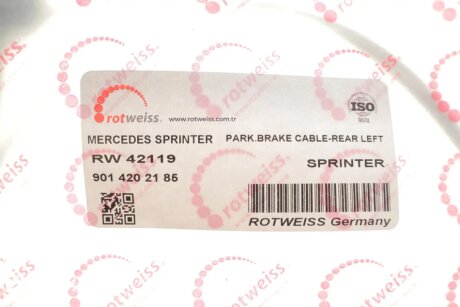 rotweiss
www.rotweiss.com.tr
ISO
9001
MERCEDES SPRINTER PARK.BRAKE CABLE-REAR LEFT
RW 42119 SPRINTER
901 420 21 85
ROTWEISS Germany